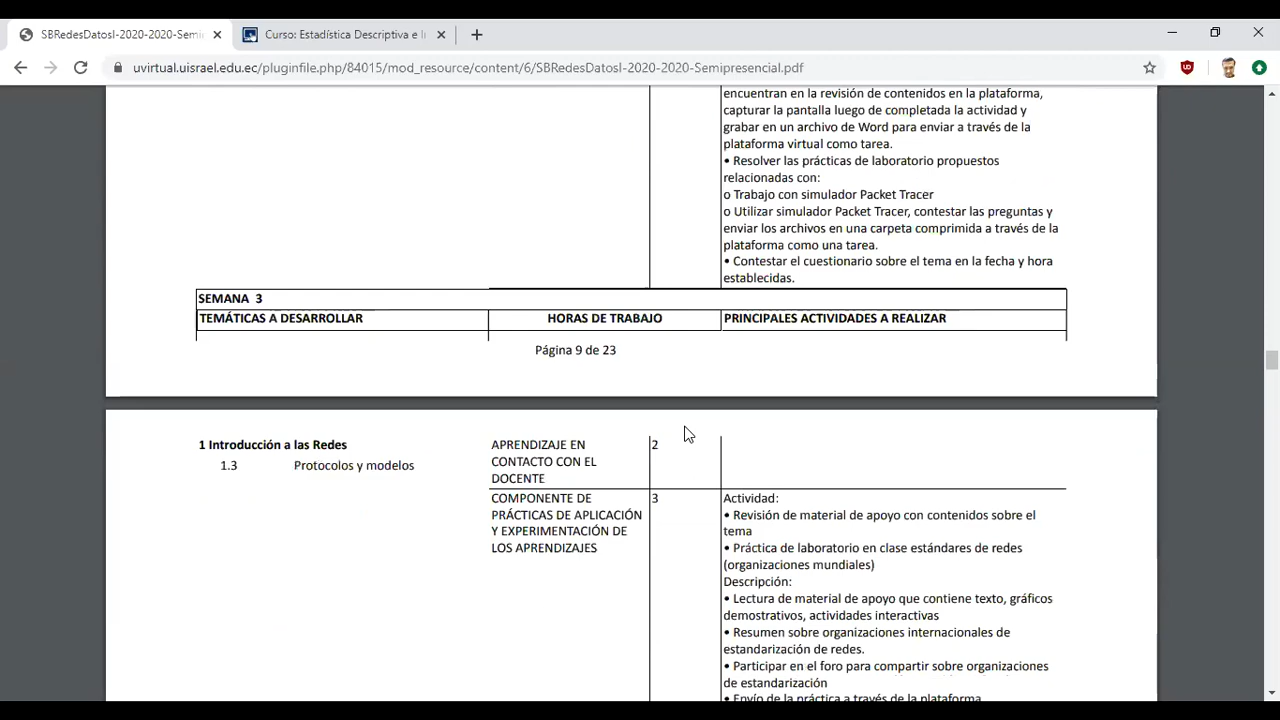 SBRedesDatosI-2020-2020-Semi
Curso: Estadística Descriptiva e I
uvirtual.uisrael.edu.ec/pluginfile.php/84015/mod_resource/content/6/SBRedesDatosI-2020-2020-Semipresencial.pdf
encuentran en la revisión de contenidos en la plataforma,
capturar la pantalla luego de completada la actividad y
grabar en un archivo de Word para enviar a través de la
plataforma virtual como tarea.
• Resolver las prácticas de laboratorio propuestos
relacionadas con:
o Trabajo con simulador Packet Tracer
o Utilizar simulador Packet Tracer, contestar las preguntas y
enviar los archivos en una carpeta comprimida a través de la
plataforma como una tarea.
• Contestar el cuestionario sobre el tema en la fecha y hora
establecidas.
SEMANA 3
TEMÁTICAS A DESARROLLAR HORAS DE TRABAJO PRINCIPALES ACTIVIDADES A REALIZAR
Página 9 de 23
1 Introducción a las Redes
1.3 Protocolos y modelos
APRENDIZAJE EN
CONTACTO CON EL
DOCENTE
2
COMPONENTE DE
PRÁCTICAS DE APLICACIÓN
Y EXPERIMENTACIÓN DE
LOS APRENDIZAJES
3
Actividad:
• Revisión de material de apoyo con contenidos sobre el
tema
• Práctica de laboratorio en clase estándares de redes
(organizaciones mundiales)
Descripción:
• Lectura de material de apoyo que contiene texto, gráficos
demostrativos, actividades interactivas
• Resumen sobre organizaciones internacionales de
estandarización de redes.
• Participar en el foro para compartir sobre organizaciones
de estandarización
• Envío de la práctica a través de la plataforma